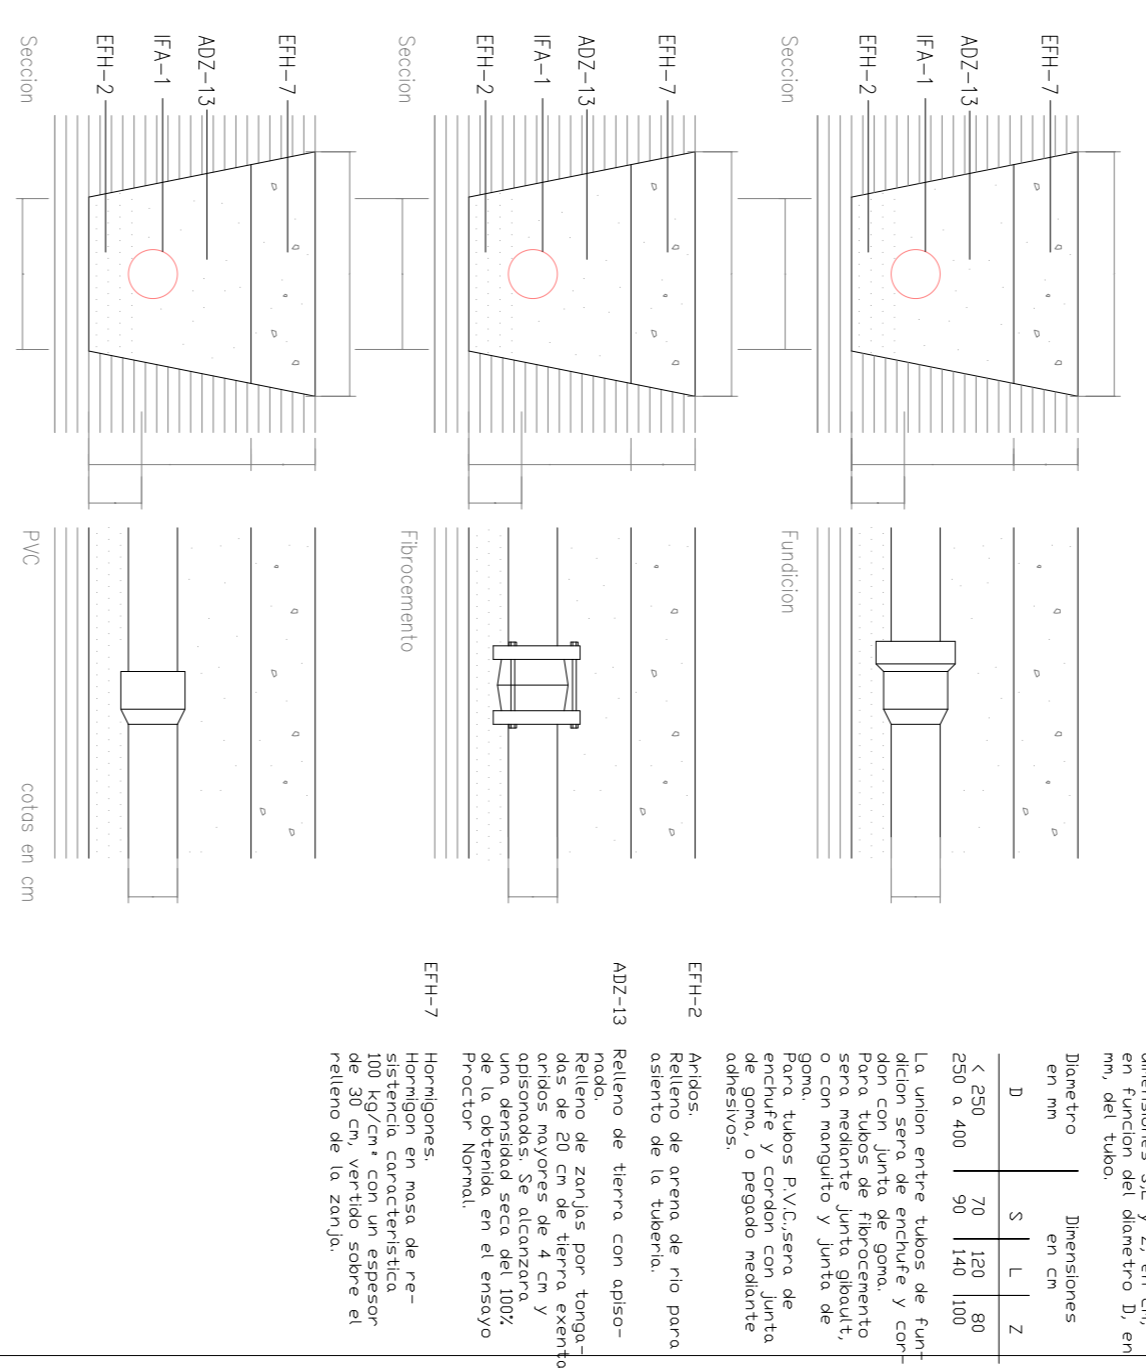 Seccion
EFH-2
IFA-1
ADZ-13
EFH-7
Seccion
EFH-2
IFA-1
ADZ-13
EFH-7
Seccion
EFH-2
IFA-1
ADZ-13
EFH-7
PVC
cotas en cm
Fibrocemento
Fundicion
en funcion del diametro D, en
mm, del tubo.
Diametro Dimensiones
en mm en cm
D S L Z
< 250 70 120 80
250 a 400 90 140 100
La union entre tubos de fun-
dicion sera de enchufe y cor-
don con junta de goma.
Para tubos de fibrocemento
sera mediante junta gibault,
o con manguito y junta de
goma.
Para tubos P.V.C.,sera de
enchufe y cordon con junta
de goma, o pegado mediante
adhesivos.
EFH-2 Aridos.
Relleno de arena de rio para
asiento de la tuberia.
ADZ-13 Relleno de tierra con apiso-
nado.
Relleno de zanjas por tonga-
das de 20 cm de tierra exenta
aridos mayores de 4 cm y
apisonadas. Se alcanzara
una densidad seca del 100%
de la obtenida en el ensayo
Proctor Normal.
EFH-7 Hormigones.
Hormigon en masa de re-
sistencia caracteristica
100 kg/cm² con un espesor
de 30 cm, vertido sobre el
relleno de la zanja.